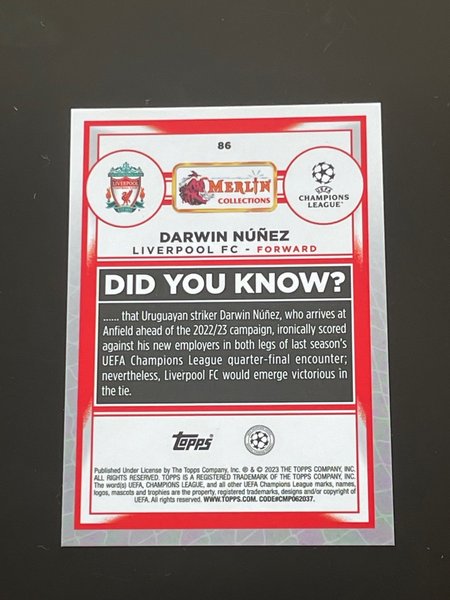 86
LIVERPOOL
MERLIN
COLLECTIONS
UEFA
CHAMPIONS
LEAGUE
DARWIN NÚÑEZ
LIVERPOOL FC - FORWARD
DID YOU KNOW?
...... that Uruguayan striker Darwin Núñez, who arrives at
Anfield ahead of the 2022/23 campaign, ironically scored
against his new employers in both legs of last season's
UEFA Champions League quarter-final encounter;
nevertheless, Liverpool FC would emerge victorious in
the tie.
TOPPS
Published Under License by The Topps Company, Inc. ® & © 2023 THE TOPPS COMPANY, INC.
ALL RIGHTS RESERVED. TOPPS IS A REGISTERED TRADEMARK OF THE TOPPS COMPANY, INC.
The word(s) UEFA, CHAMPIONS LEAGUE, and all other UEFA Champions League marks, names,
logos, mascots and trophies are the property, registered trademarks, designs and/or copyright of
UEFA. All rights reserved. WWW.TOPPS.COM. CODE#CMP062037.